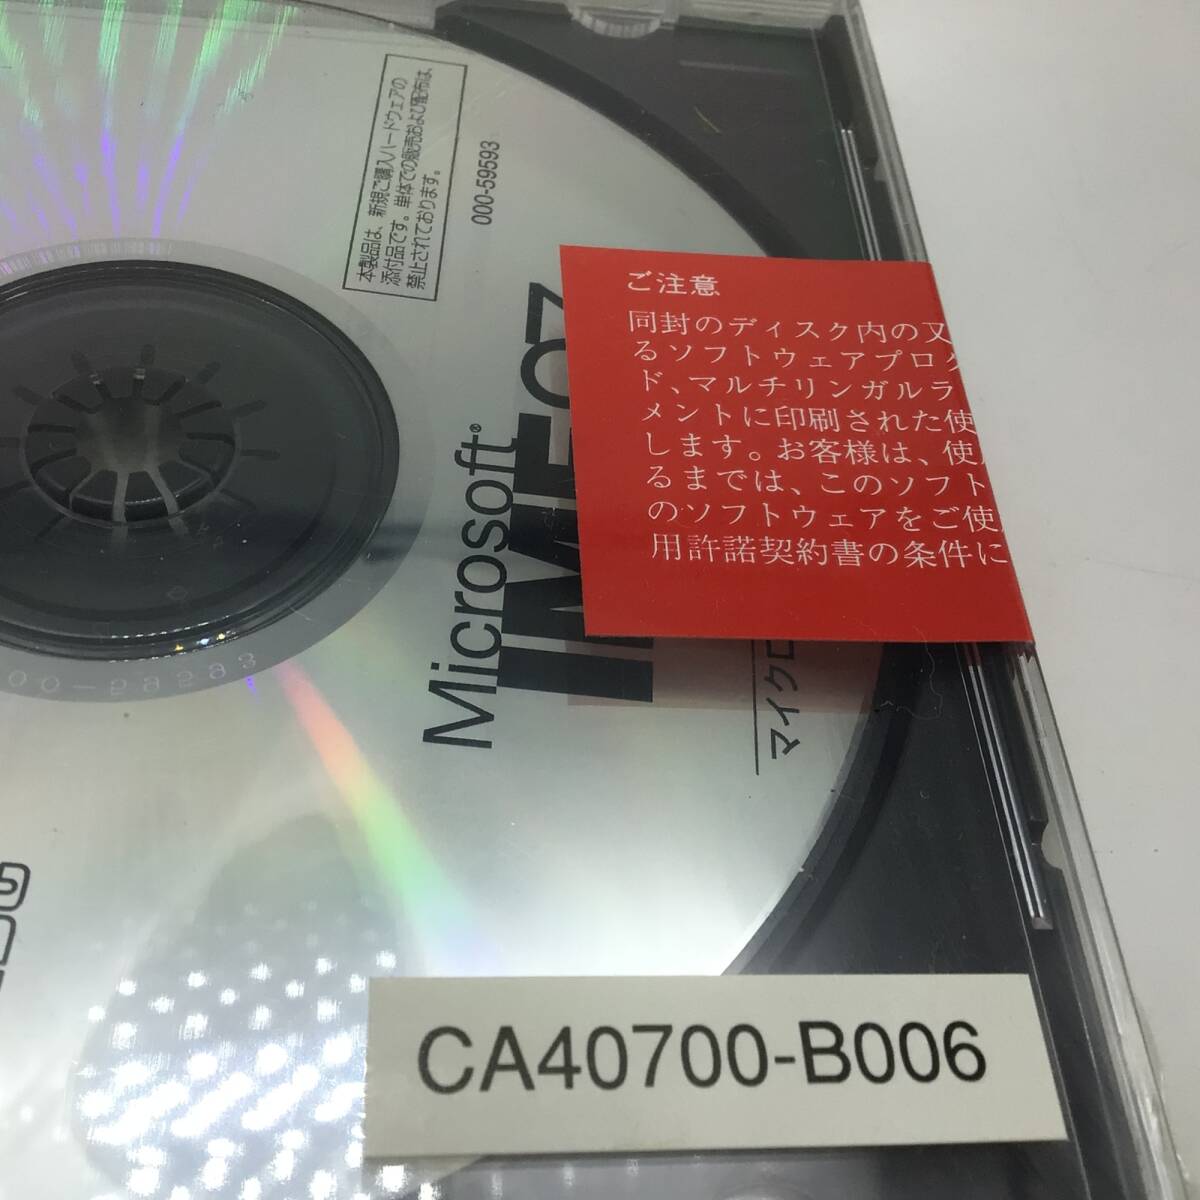 本製品は、新規ご購入ハードウェアの
添付品です。単体での販売および配布は、
禁止されております。
000-59593
Microsoft®
IME97
マイクロ
ご注意
同封のディスク内の又
るソフトウェアプロク
ド、マルチリンガルラ
メントに印刷された使
します。お客様は、使
るまでは、このソフト
のソフトウェアをご使
用許諾契約書の条件に
CA40700-B006